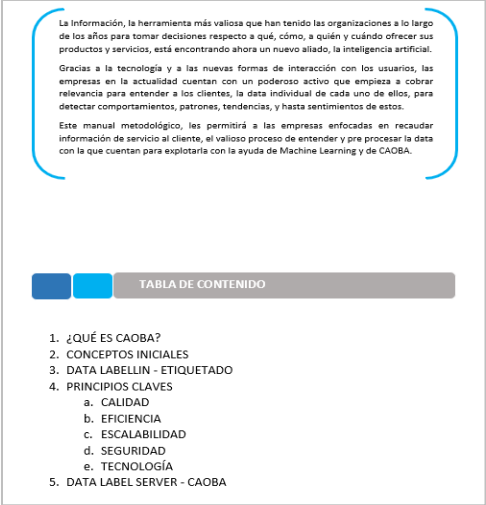 La Información, la herramienta más valiosa que han tenido las organizaciones a lo largo
de los años para tomar decisiones respecto a qué, cómo, a quién y cuándo ofrecer sus
productos y servicios, está encontrando ahora un nuevo aliado, la inteligencia artificial.
Gracias a la tecnología y a las nuevas formas de interacción con los usuarios, las
empresas en la actualidad cuentan con un poderoso activo que empieza a cobrar
relevancia para entender a los clientes, la data individual de cada uno de ellos, para
detectar comportamientos, patrones, tendencias, y hasta sentimientos de estos.
Este manual metodológico, les permitirá a las empresas enfocadas en recaudar
información de servicio al cliente, el valioso proceso de entender y pre procesar la data
con la que cuentan para explotarla con la ayuda de Machine Learning y de CAOBA.
TABLA DE CONTENIDO
1. ¿QUÉ ES CAOBA?
2. CONCEPTOS INICIALES
3. DATA LABELLIN - ETIQUETADO
4. PRINCIPIOS CLAVES
a. CALIDAD
b. EFICIENCIA
c. ESCALABILIDAD
d. SEGURIDAD
e. TECNOLOGÍA
5. DATA LABEL SERVER - CAOBA